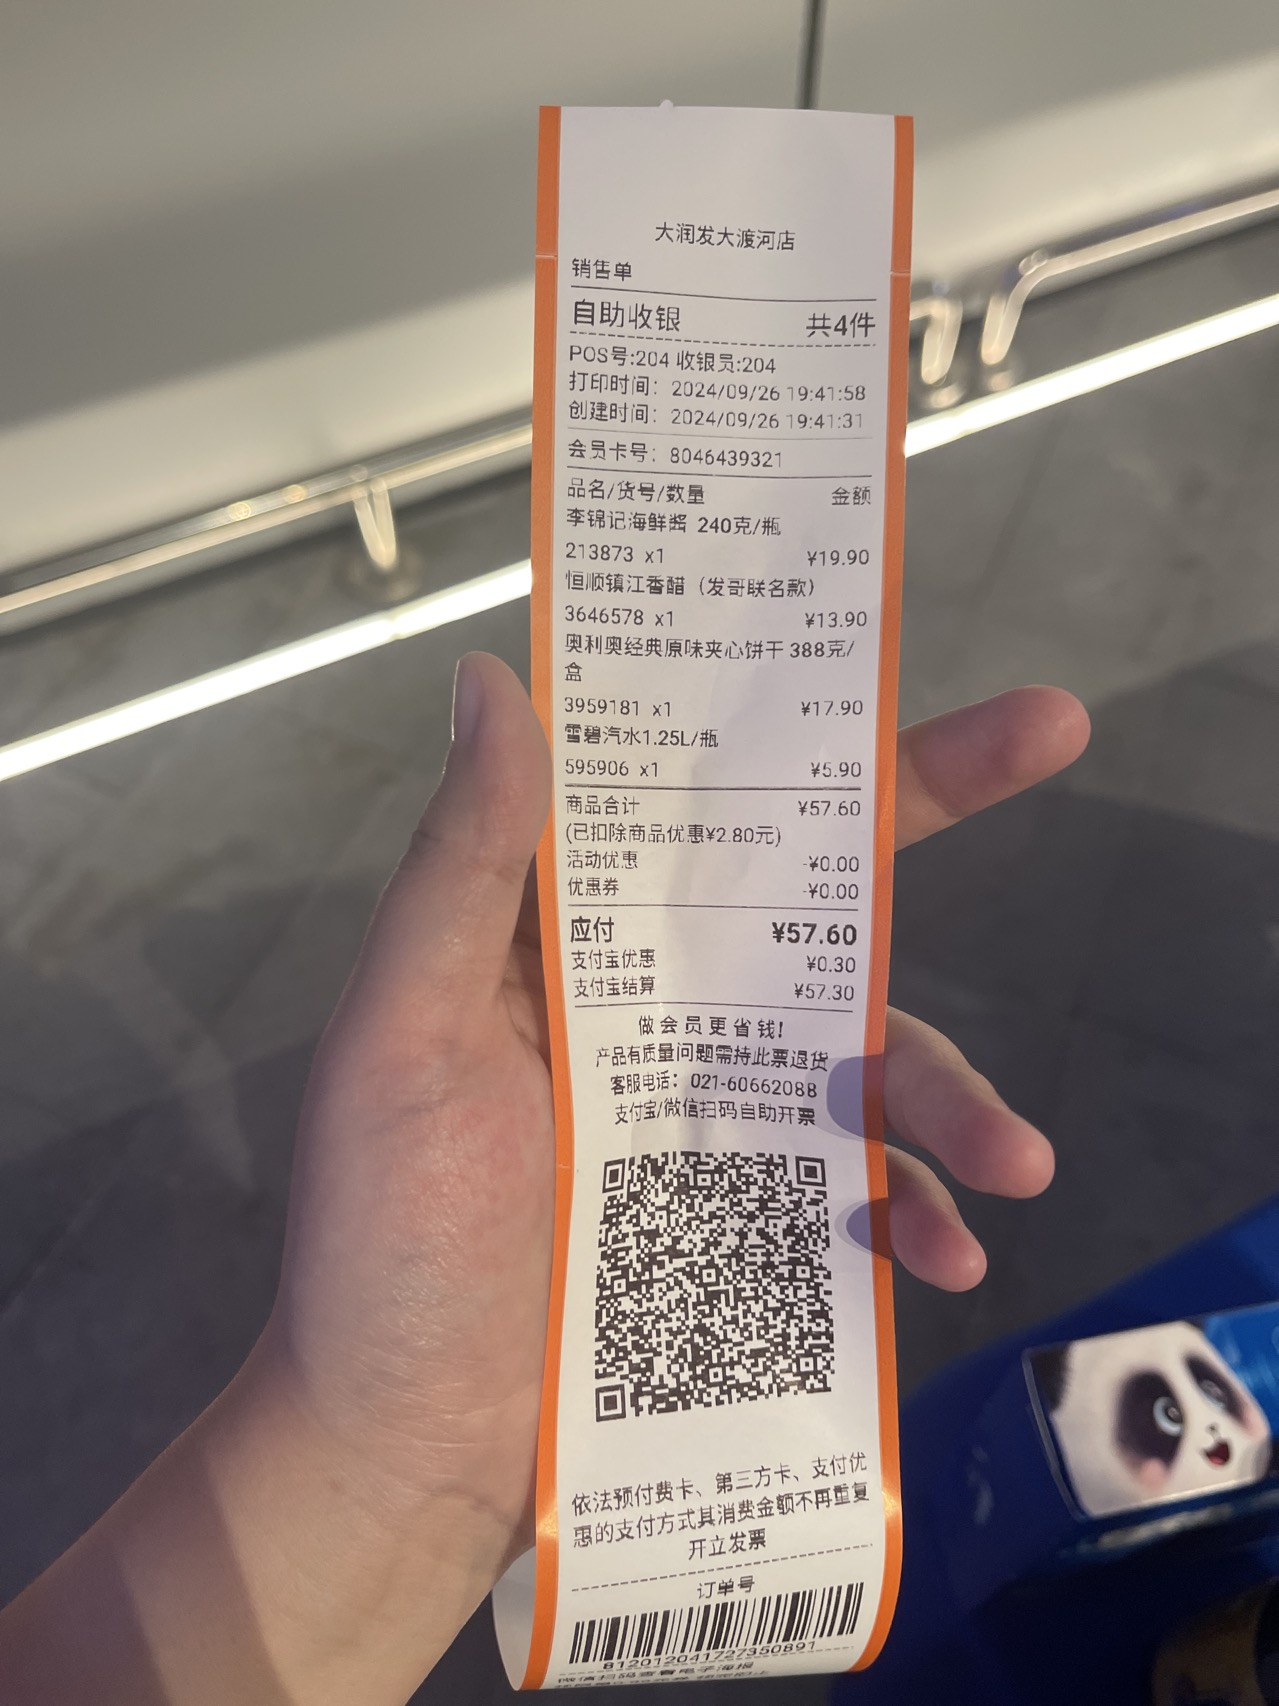 大润发大渡河店
销售单
自助收银 共4件
POS号:204 收银员:204
打印时间： 2024/09/26 19:41:58
创建时间： 2024/09/26 19:41:31
会员卡号： 8046439321
品名/货号/数量 金额
李锦记海鲜酱 240克/瓶
213873 x1 ¥19.90
恒顺镇江香醋（发哥联名款）
3646578 x1 ¥13.90
奥利奥经典原味夹心饼干 388克/
盒
3959181 x1 ¥17.90
雪碧汽水1.25L/瓶
595906 x1 ¥5.90
商品合计 ¥57.60
(已扣除商品优惠¥2.80元)
活动优惠 -¥0.00
优惠券 -¥0.00
应付 ¥57.60
支付宝优惠 ¥0.30
支付宝结算 ¥57.30
做会员更省钱!
产品有质量问题需持此票退货
客服电话： 021-60662088
支付宝/微信扫码自助开票
依法预付费卡、第三方卡、支付优
惠的支付方式其消费金额不再重复
开立发票
订单号
812012041727350891
微信扫码查看电子海报